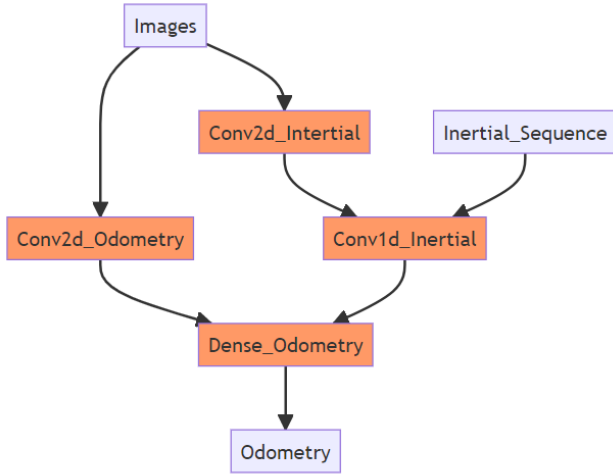 Images
Conv2d_Intertial
Inertial_Sequence
Conv2d_Odometry
Conv1d_Inertial
Dense_Odometry
Odometry